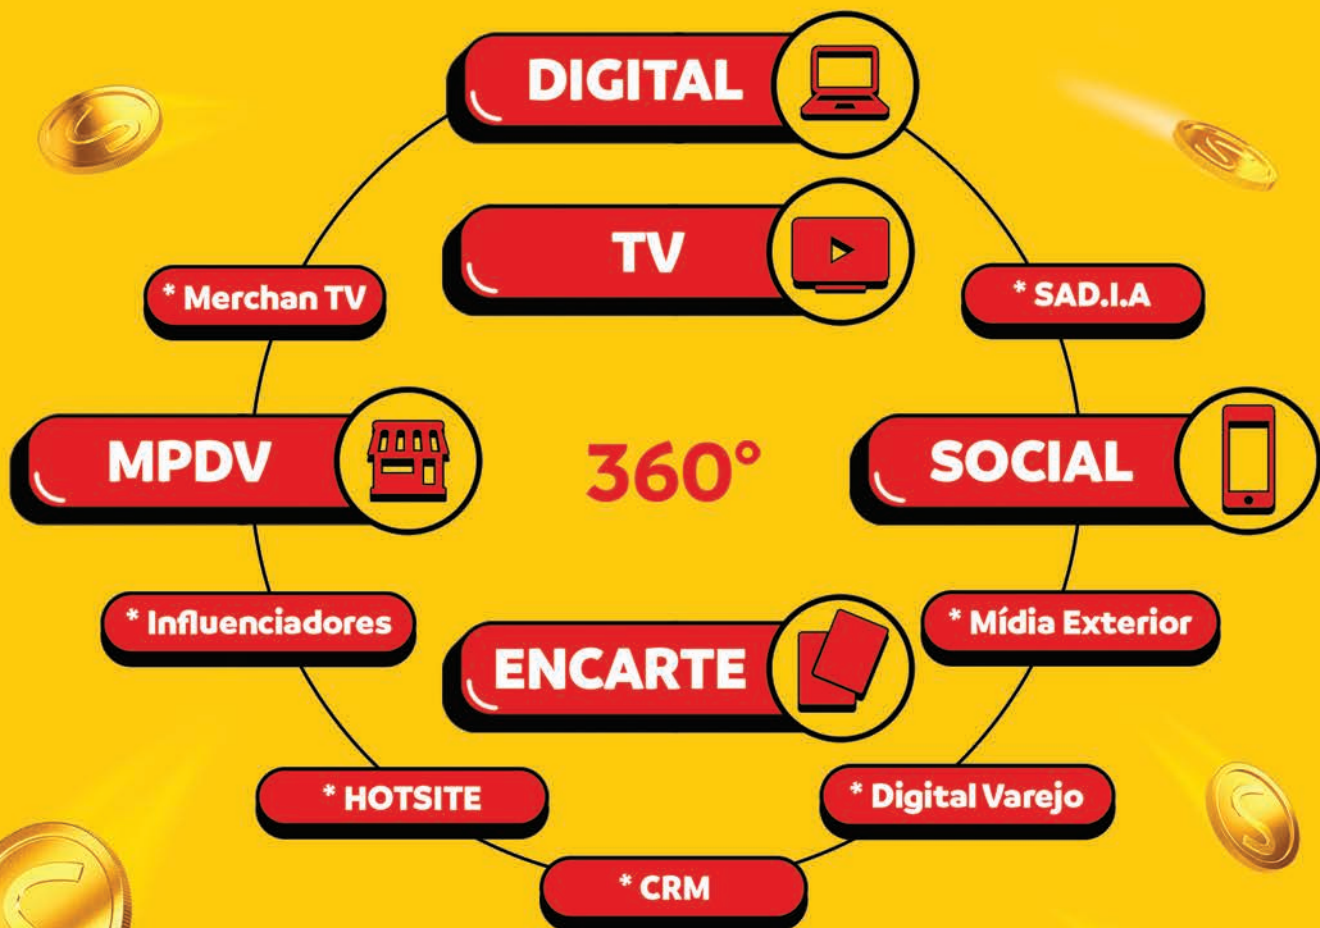 DIGITAL
TV
* Merchan TV
* SAD.I.A
MPDV
360°
SOCIAL
* Influenciadores
* Mídia Exterior
ENCARTE
* HOTSITE
* Digital Varejo
* CRM